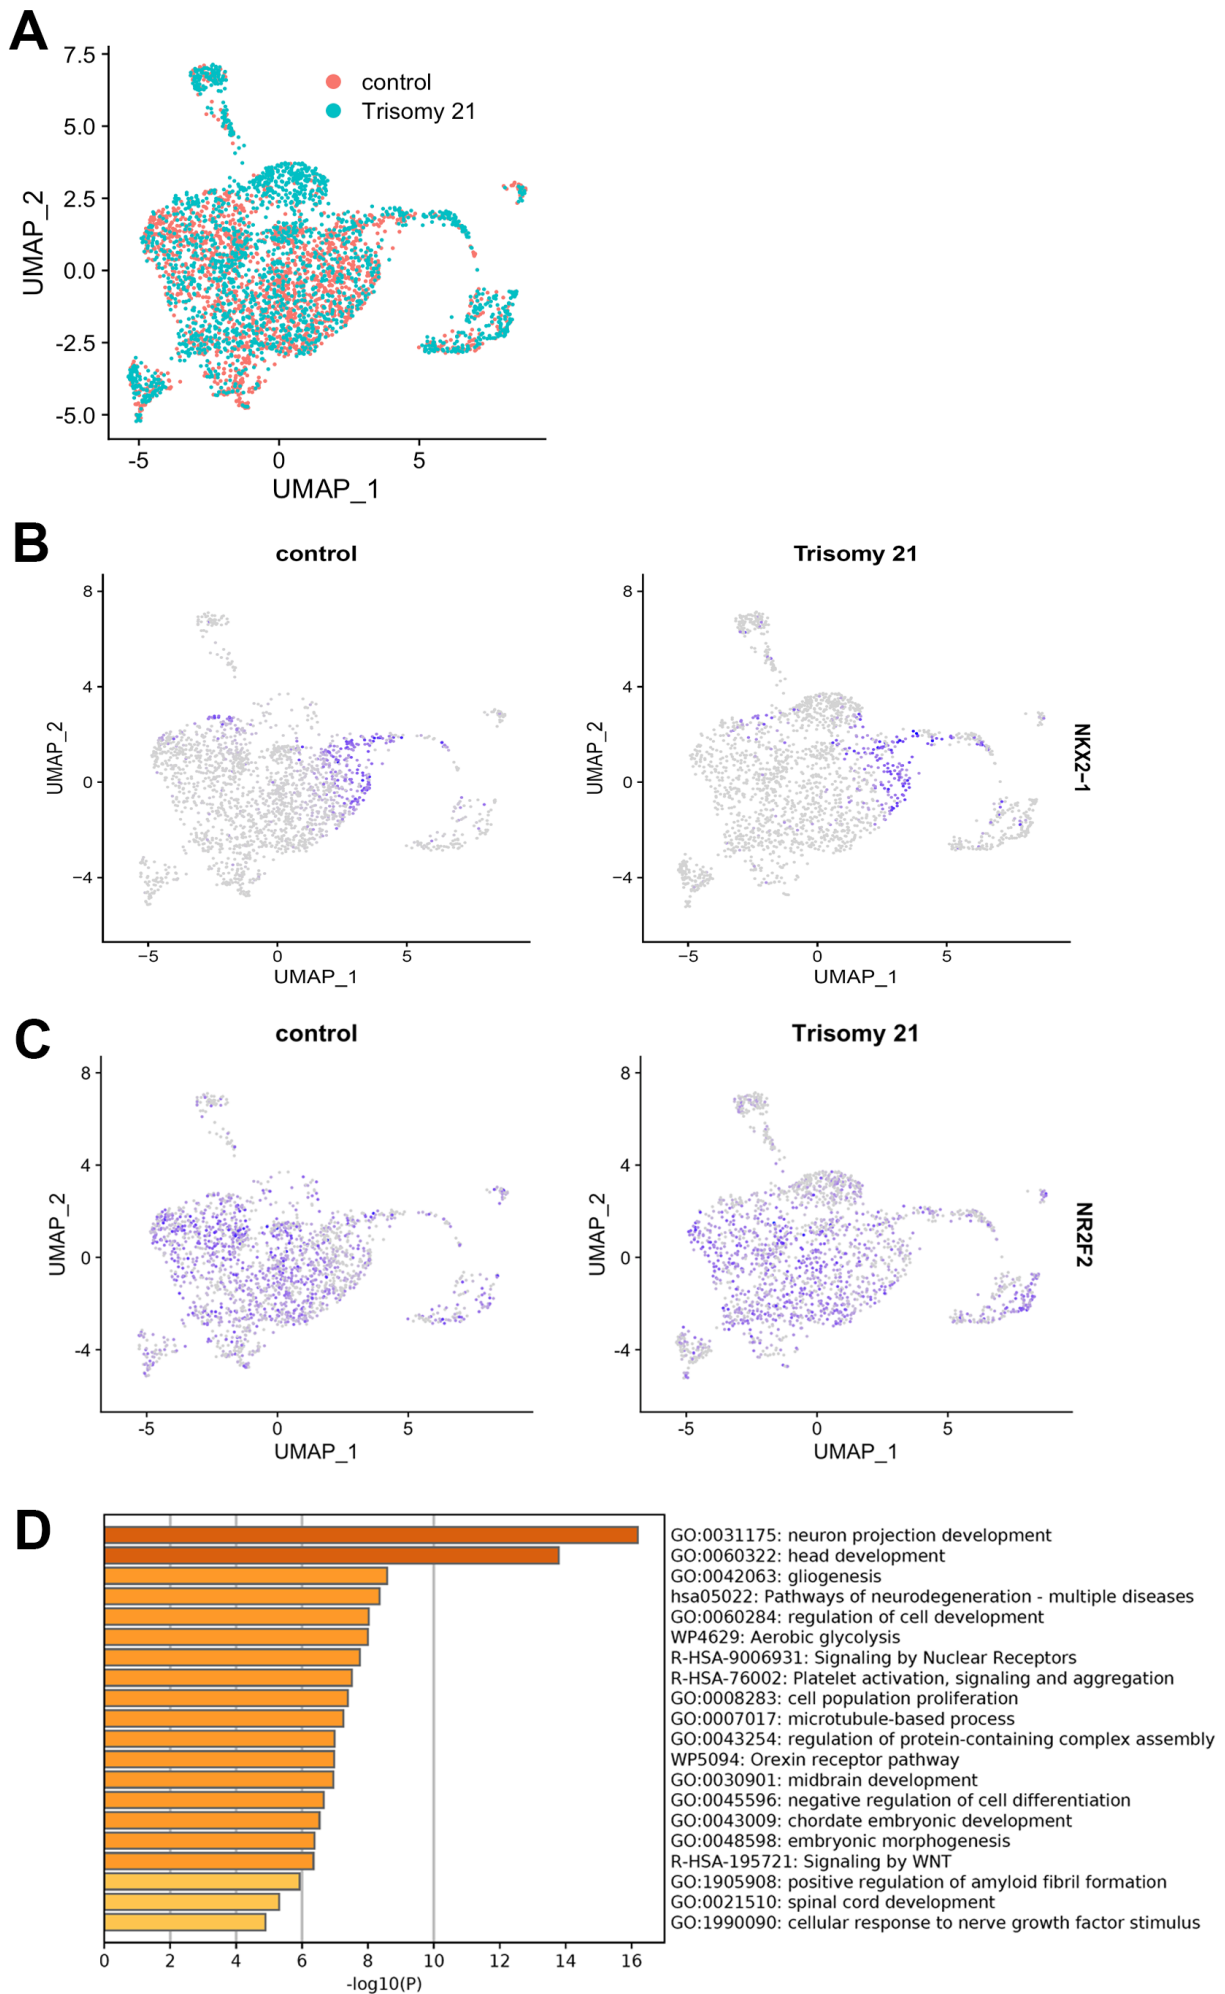 A
7.5
5.0
2.5
0.0
-2.5
-5.0
UMAP_2
control
Trisomy 21
-5 0 5
UMAP_1
B
control
Trisomy 21
8
4
0
−4
UMAP_2
−5 0 5
UMAP_1
8
4
0
−4
UMAP_2
−5 0 5
UMAP_1
NKX2−1
C
control
Trisomy 21
8
4
0
-4
UMAP_2
-5 0 5
UMAP_1
8
4
0
-4
UMAP_2
-5 0 5
UMAP_1
NR2F2
D
GO:0031175: neuron projection development
GO:0060322: head development
GO:0042063: gliogenesis
hsa05022: Pathways of neurodegeneration - multiple diseases
GO:0060284: regulation of cell development
WP4629: Aerobic glycolysis
R-HSA-9006931: Signaling by Nuclear Receptors
R-HSA-76002: Platelet activation, signaling and aggregation
GO:0008283: cell population proliferation
GO:0007017: microtubule-based process
GO:0043254: regulation of protein-containing complex assembly
WP5094: Orexin receptor pathway
GO:0030901: midbrain development
GO:0045596: negative regulation of cell differentiation
GO:0043009: chordate embryonic development
GO:0048598: embryonic morphogenesis
R-HSA-195721: Signaling by WNT
GO:1905908: positive regulation of amyloid fibril formation
GO:0021510: spinal cord development
GO:1990090: cellular response to nerve growth factor stimulus
0 2 4 6 8 10 12 14 16
-log10(P)